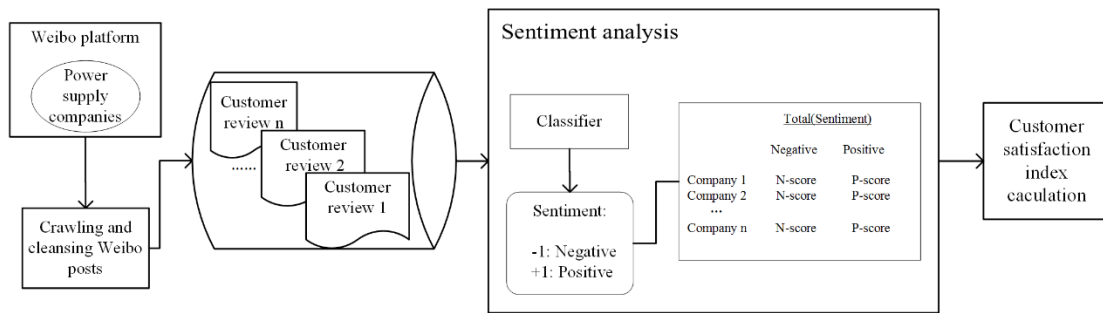 Weibo platform
Power
supply
companies
Crawling and
cleansing Weibo
posts
Customer
review n
......
Customer
review 2
Customer
review 1
Sentiment analysis
Classifier
Sentiment:
-1: Negative
+1: Positive
Total(Sentiment)
Negative Positive
Company 1 N-score P-score
Company 2 N-score P-score
...
Company n N-score P-score
Customer
satisfaction
index
caculation